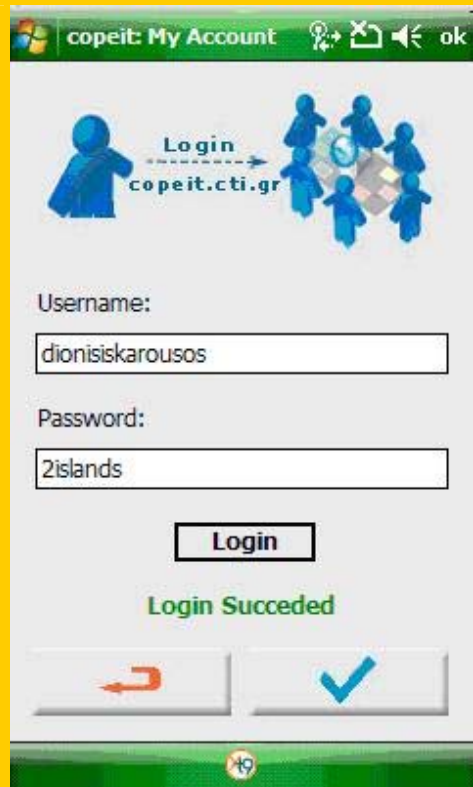 copeit: My Account ok
Login
copeit.cti.gr
Username:
dionisiskarousos
Password:
2islands
Login
Login Succeded